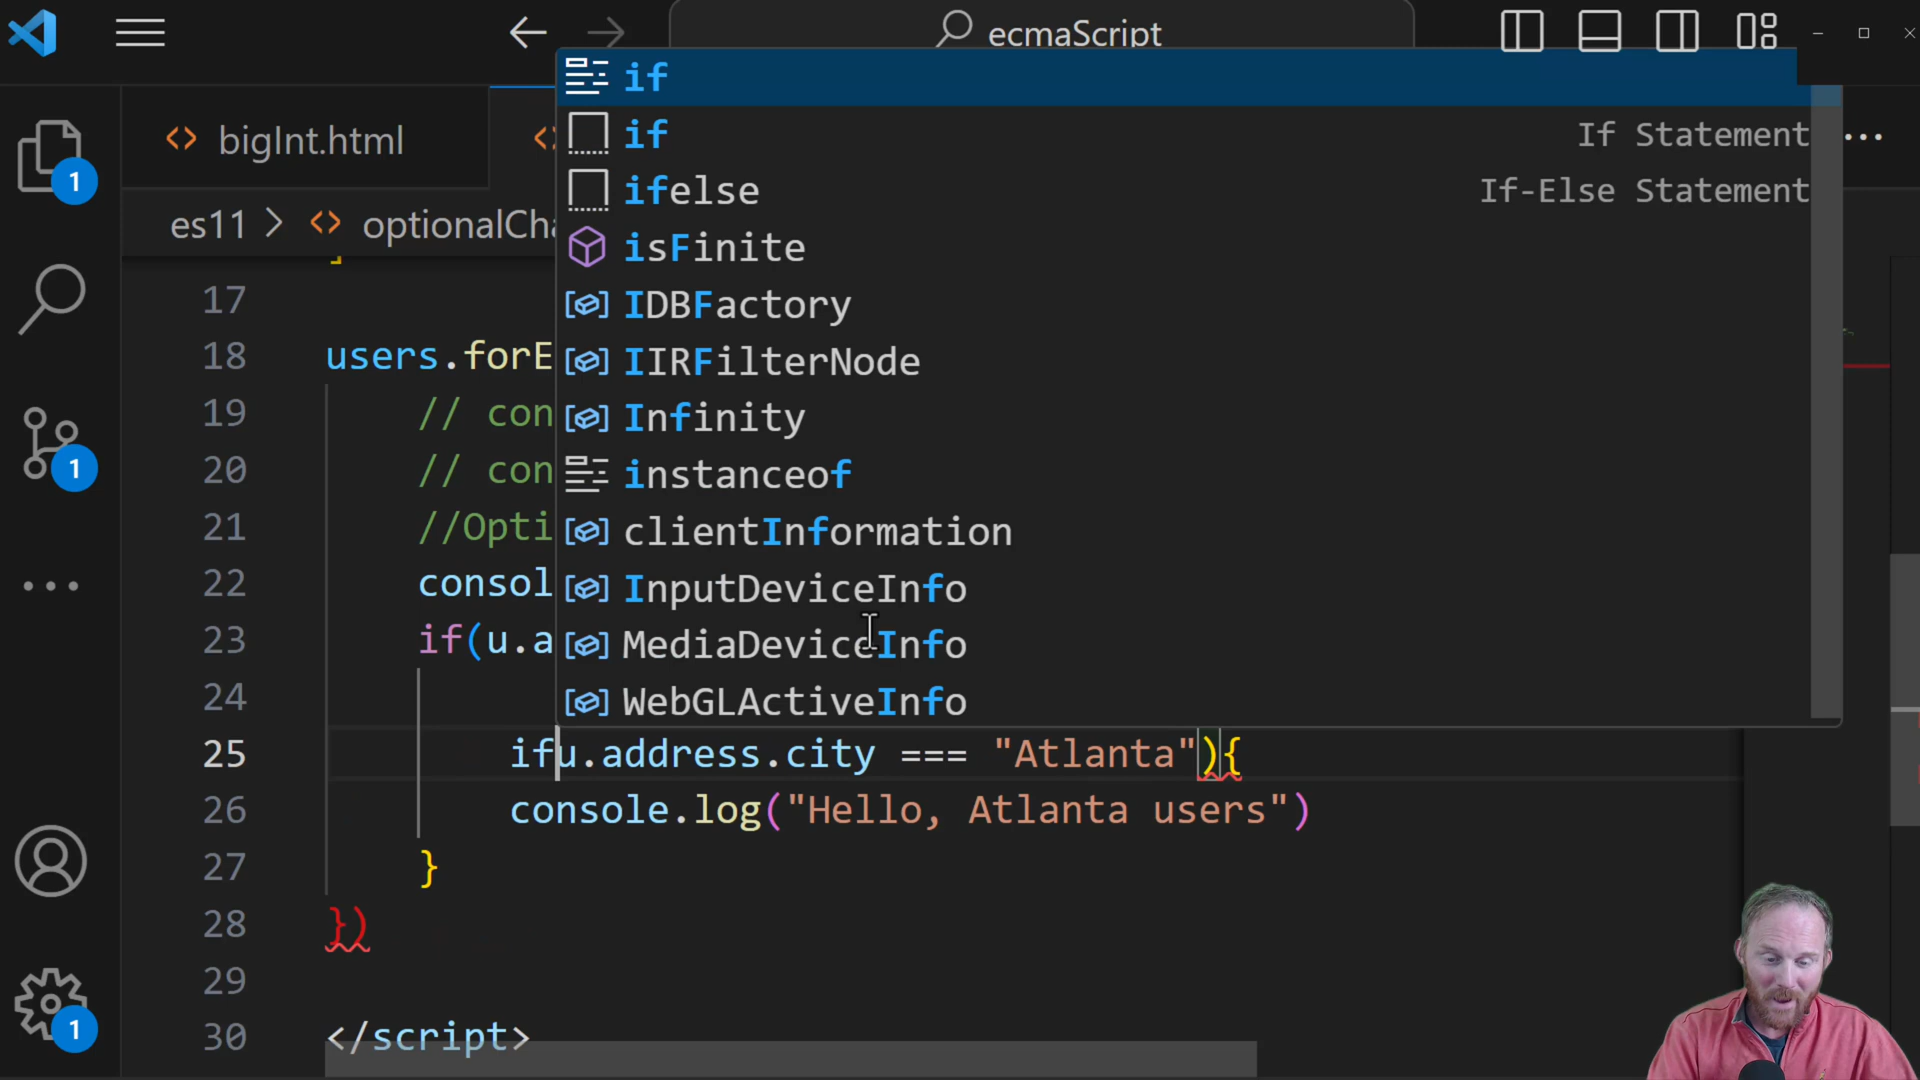 ecmaScript
bigInt.html
es11 > optionalCha
if
if If Statement
ifelse If-Else Statement
isFinite
IDBFactory
IIRFilterNode
Infinity
instanceof
clientInformation
InputDeviceInfo
MediaDeviceInfo
WebGLActiveInfo
1
1
1
17
18 users.forE
19 // con
20 // con
21 //Opti
22 consol
23 if(u.a
24
25 ifu.address.city === "Atlanta"){
26 console.log("Hello, Atlanta users")
27 }
28 })
29
30 </script>